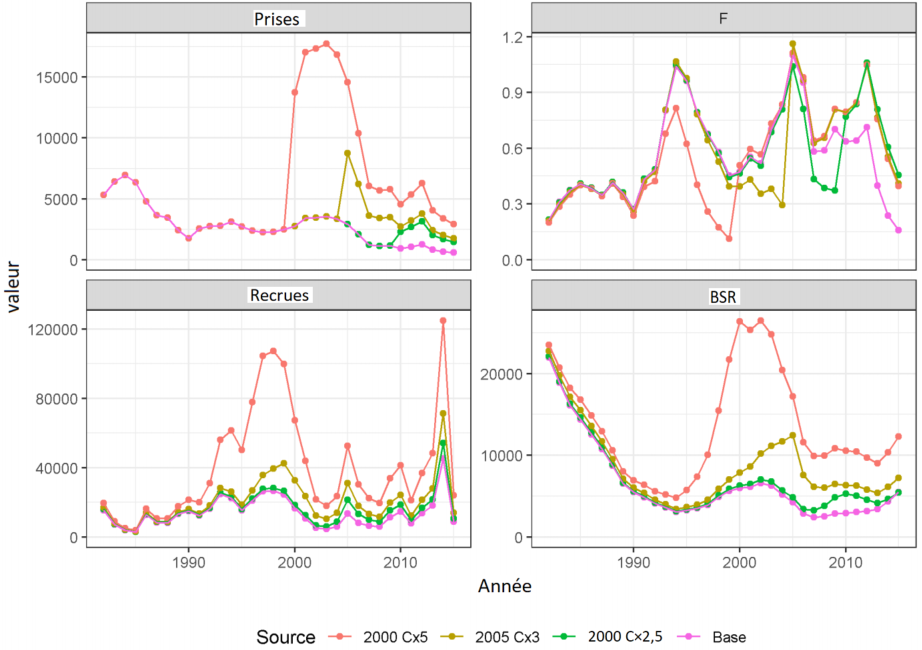 Prises
F
15000
10000
5000
0
1.2
0.9
0.6
0.3
0.0
valeur
Recrues
BSR
120000
80000
40000
0
20000
10000
0
1990
2000
2010
1990
2000
2010
Année
Source
2000 Cx5
2005 Cx3
2000 C×2,5
Base